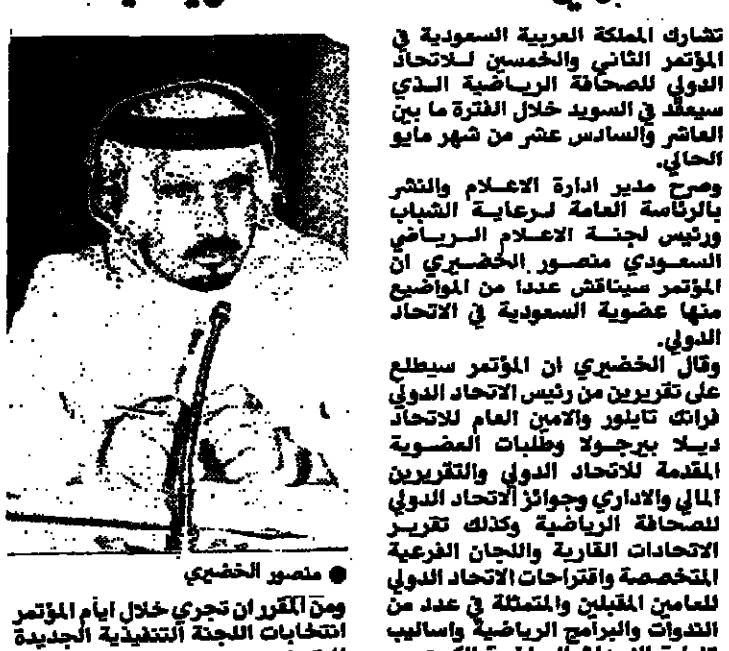 تشارك المملكة العربية السعودية في
المؤتمر الثاني والخمسين للاتحاد
الدولي للصحافة الرياضية الذي
سيعقد في السويد خلال الفترة ما بين
العاشر والسادس عشر من شهر مايو
الحالي.
وصرح مدير ادارة الاعلام والنشر
بالرئاسة العامة لرعاية الشباب
ورئيس لجنة الاعلام الرياضي
السعودي منصور الخضيري ان
المؤتمر سيناقش عددا من المواضيع
منها عضوية السعودية في الاتحاد
الدولي.
وقال الخضيري ان المؤتمر سيطلع
على تقريرين من رئيس الاتحاد الدولي
فرانك تايلور والامين العام للاتحاد
ديلا بيرجولا وطلبات العضوية
المقدمة للاتحاد الدولي والتقريرين
المالي والاداري وجوائز الاتحاد الدولي
للصحافة الرياضية وكذلك تقرير
الاتحادات القارية واللجان الفرعية
المتخصصة واقتراحات الاتحاد الدولي
للعامين المقبلين والمتمثلة في عدد من
الندوات والبرامج الرياضية واساليب
● منصور الخضيري
ومن المقرر ان تجري خلال ايام المؤتمر
انتخابات اللجنة التنفيذية الجديدة